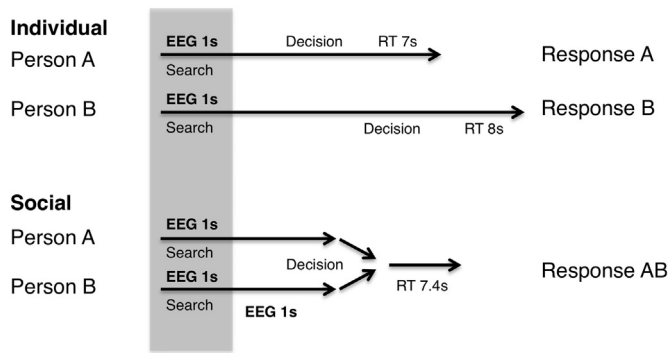 Individual
EEG 1s Decision RT 7s
Person A Response A
Search
EEG 1s
Person B Response B
Search Decision RT 8s
Social
EEG 1s
Person A
Search
Decision
EEG 1s Response AB
Person B RT 7.4s
Search EEG 1s